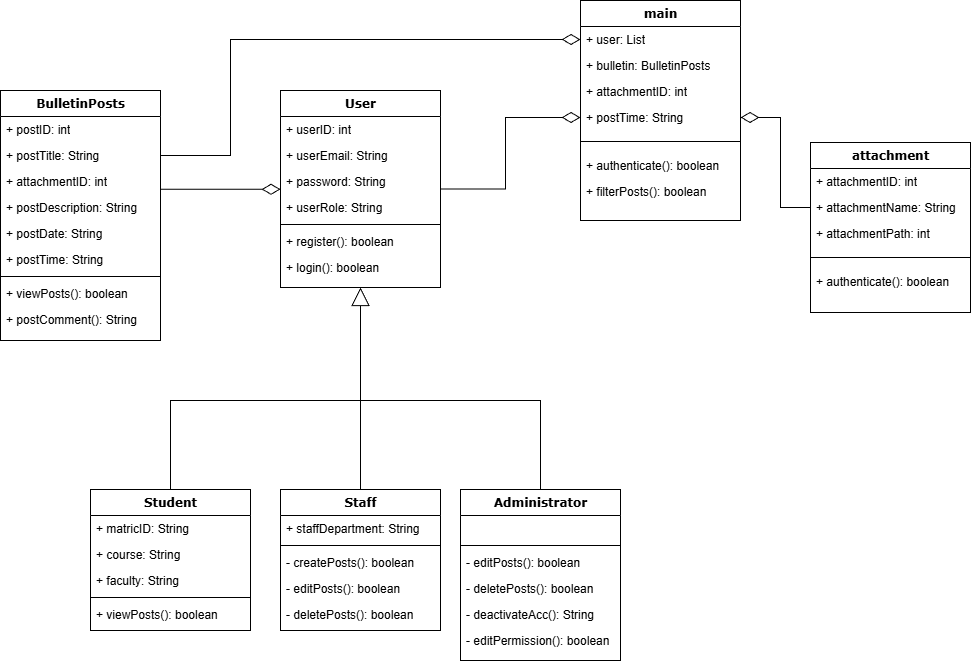 main
+ user: List
+ bulletin: BulletinPosts
+ attachmentID: int
+ postTime: String
+ authenticate(): boolean
+ filterPosts(): boolean
BulletinPosts
+ postID: int
+ postTitle: String
+ attachmentID: int
+ postDescription: String
+ postDate: String
+ postTime: String
+ viewPosts(): boolean
+ postComment(): String
User
+ userID: int
+ userEmail: String
+ password: String
+ userRole: String
+ register(): boolean
+ login(): boolean
attachment
+ attachmentID: int
+ attachmentName: String
+ attachmentPath: int
+ authenticate(): boolean
Student
+ matricID: String
+ course: String
+ faculty: String
+ viewPosts(): boolean
Staff
+ staffDepartment: String
- createPosts(): boolean
- editPosts(): boolean
- deletePosts(): boolean
Administrator
- editPosts(): boolean
- deletePosts(): boolean
- deactivateAcc(): String
- editPermission(): boolean